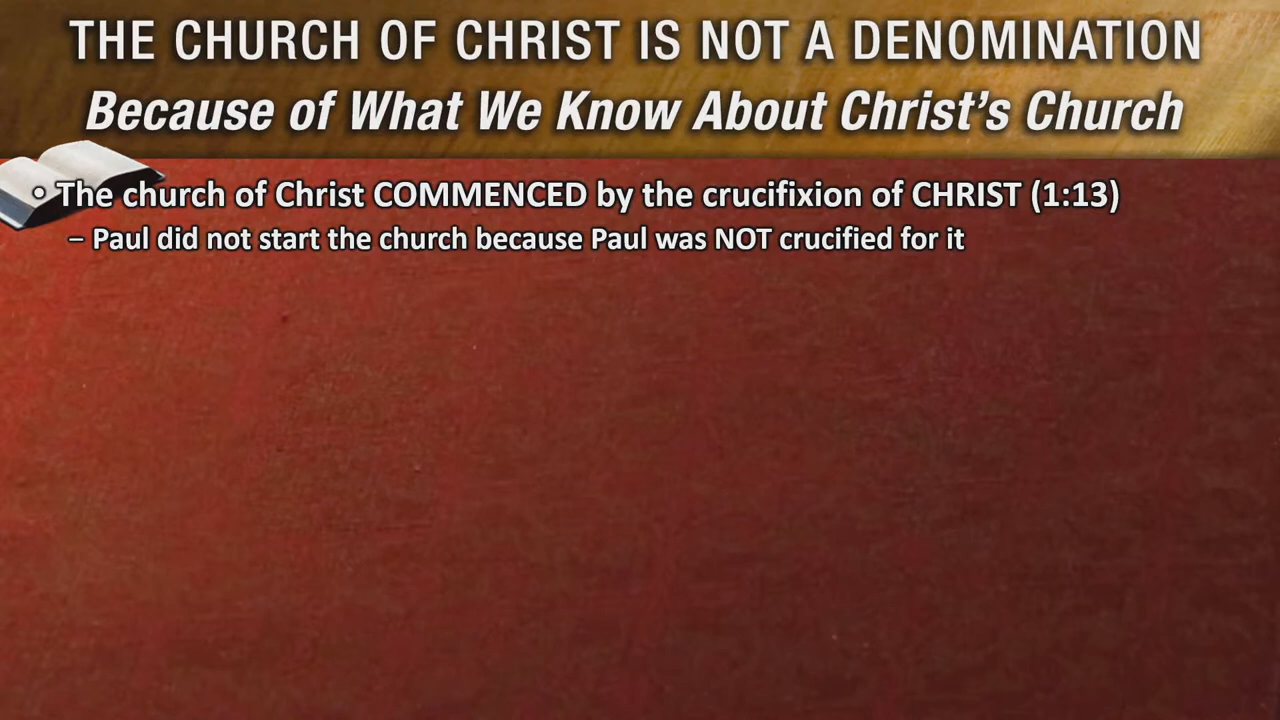 THE CHURCH OF CHRIST IS NOT A DENOMINATION
Because of What We Know About Christ's Church
• The church of Christ COMMENCED by the crucifixion of CHRIST (1:13)
– Paul did not start the church because Paul was NOT crucified for it